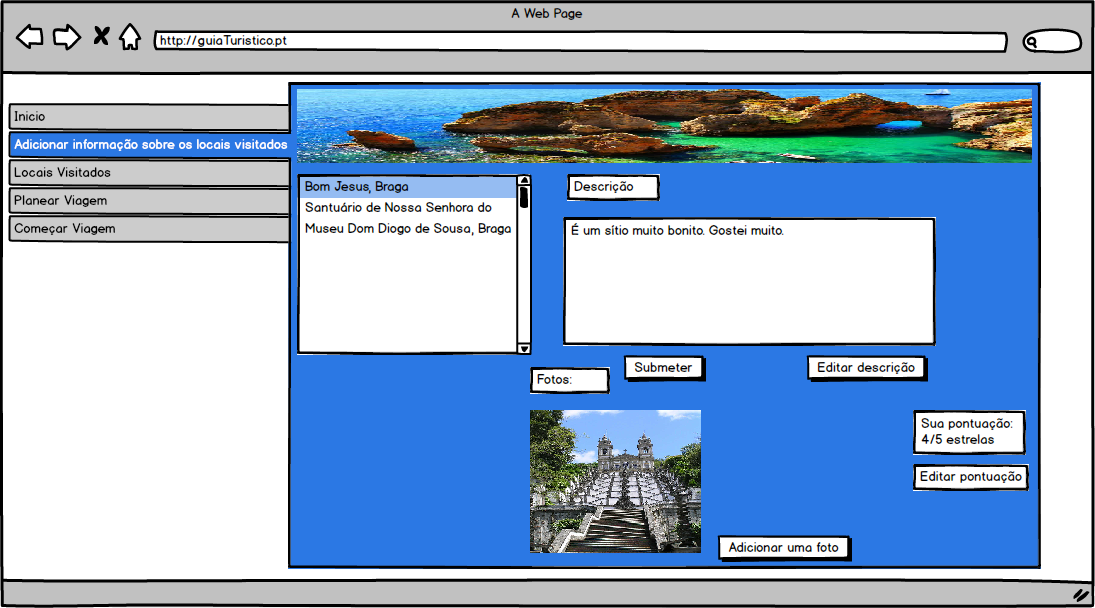 A Web Page
http://guiaTuristico.pt
Inicio
Adicionar informação sobre os locais visitados
Locais Visitados
Planear Viagem
Começar Viagem
Bom Jesus, Braga
Santuário de Nossa Senhora do
Museu Dom Diogo de Sousa, Braga
Descrição
É um sítio muito bonito. Gostei muito.
Submeter
Editar descrição
Fotos:
Sua pontuação:
4/5 estrelas
Editar pontuação
Adicionar uma foto